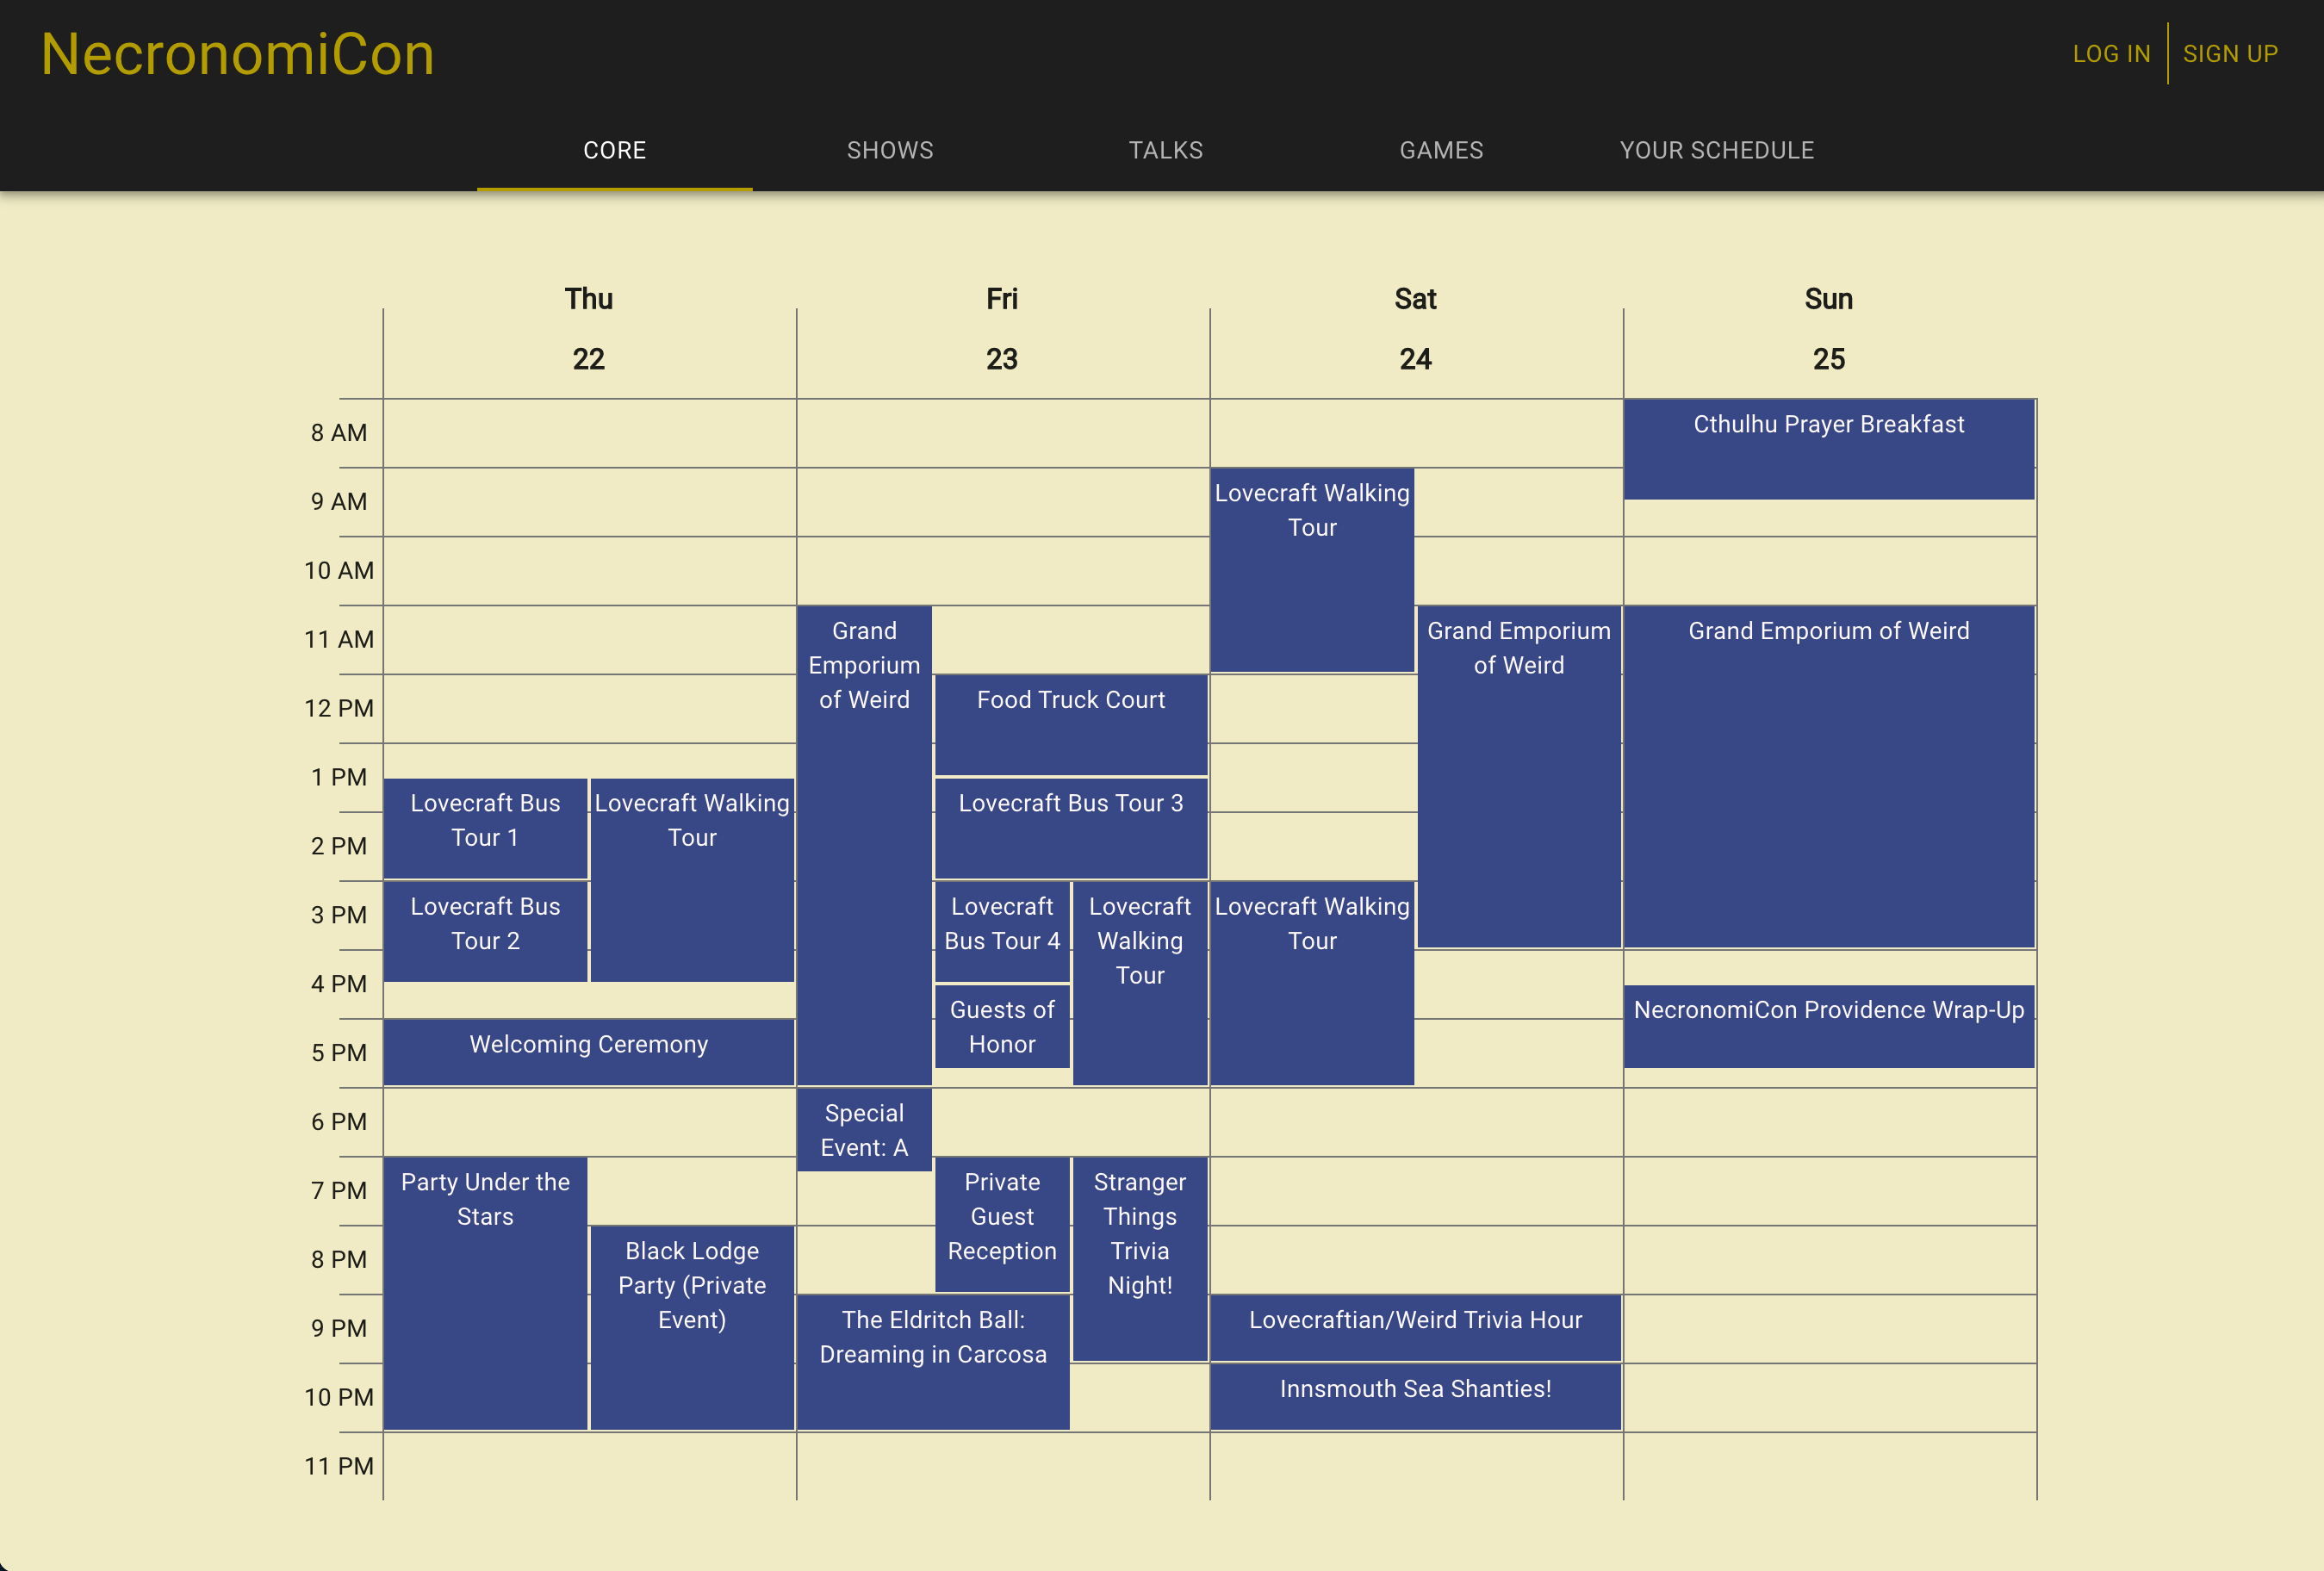 NecronomiCon
LOG IN
SIGN UP
CORE
SHOWS
TALKS
GAMES
YOUR SCHEDULE
Thu
22
Fri
23
Sat
24
Sun
25
8 AM
9 AM
10 AM
11 AM
12 PM
1 PM
2 PM
3 PM
4 PM
5 PM
6 PM
7 PM
8 PM
9 PM
10 PM
11 PM
Lovecraft Bus
Tour 1
Lovecraft Walking
Tour
Lovecraft Bus
Tour 2
Welcoming Ceremony
Party Under the
Stars
Black Lodge
Party (Private
Event)
Grand
Emporium
of Weird
Food Truck Court
Lovecraft Bus Tour 3
Lovecraft
Bus Tour 4
Lovecraft
Walking
Tour
Guests of
Honor
Special
Event: A
Private
Guest
Reception
Stranger
Things
Trivia
Night!
The Eldritch Ball:
Dreaming in Carcosa
Lovecraft Walking
Tour
Grand Emporium
of Weird
Lovecraft Walking
Tour
Lovecraftian/Weird Trivia Hour
Innsmouth Sea Shanties!
Cthulhu Prayer Breakfast
Grand Emporium of Weird
NecronomiCon Providence Wrap-Up